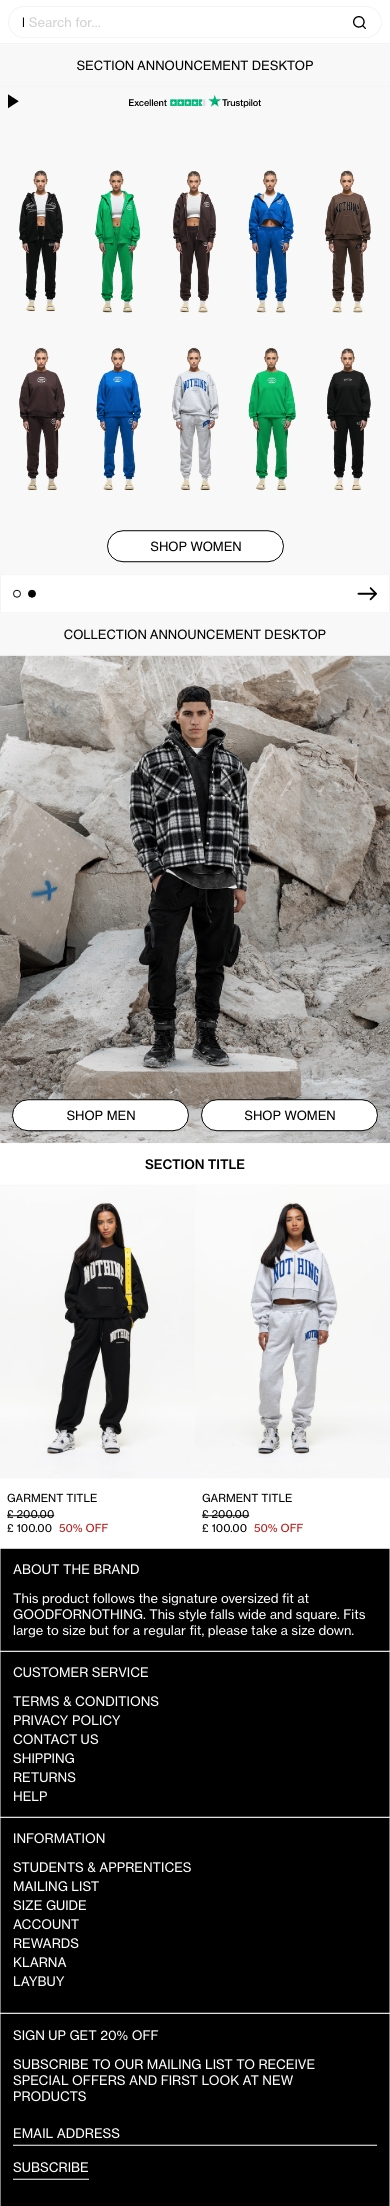 Search for...
SECTION ANNOUNCEMENT DESKTOP
Excellent Trustpilot
NOTHING
NOTHING
SHOP WOMEN
COLLECTION ANNOUNCEMENT DESKTOP
SHOP MEN SHOP WOMEN
SECTION TITLE
NOTHING NOTHING
GARMENT TITLE GARMENT TITLE
£ 200.00 £ 200.00
£ 100.00 50% OFF £ 100.00 50% OFF
ABOUT THE BRAND
This product follows the signature oversized fit at
GOODFORNOTHING. This style falls wide and square. Fits
large to size but for a regular fit, please take a size down.
CUSTOMER SERVICE
TERMS & CONDITIONS
PRIVACY POLICY
CONTACT US
SHIPPING
RETURNS
HELP
INFORMATION
STUDENTS & APPRENTICES
MAILING LIST
SIZE GUIDE
ACCOUNT
REWARDS
KLARNA
LAYBUY
SIGN UP GET 20% OFF
SUBSCRIBE TO OUR MAILING LIST TO RECEIVE
SPECIAL OFFERS AND FIRST LOOK AT NEW
PRODUCTS
EMAIL ADDRESS
SUBSCRIBE